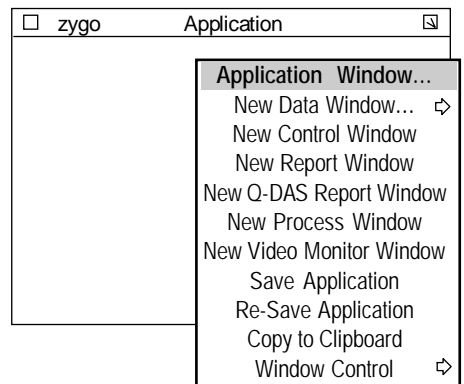 zygo Application
Application Window...
New Data Window...
New Control Window
New Report Window
New Q-DAS Report Window
New Process Window
New Video Monitor Window
Save Application
Re-Save Application
Copy to Clipboard
Window Control